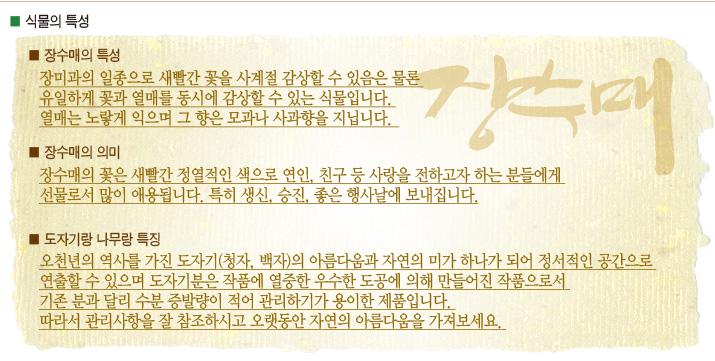 식물의 특성
장수매
장수매의 특성
장미과의 일종으로 새빨간 꽃을 사계절 감상할 수 있음은 물론
유일하게 꽃과 열매를 동시에 감상할 수 있는 식물입니다.
열매는 노랗게 익으며 그 향은 모과나 사과향을 지닙니다.
장수매의 의미
장수매의 꽃은 새빨간 정열적인 색으로 연인, 친구 등 사랑을 전하고자 하는 분들에게
선물로서 많이 애용됩니다. 특히 생신, 승진, 좋은 행사날에 보내집니다.
도자기랑 나무랑 특징
오천년의 역사를 가진 도자기(청자, 백자)의 아름다움과 자연의 미가 하나가 되어 정서적인 공간으로
연출할 수 있으며 도자기분은 작품에 열중한 우수한 도공에 의해 만들어진 작품으로서
기존 분과 달리 수분 증발량이 적어 관리하기가 용이한 제품입니다.
따라서 관리사항을 잘 참조하시고 오랫동안 자연의 아름다움을 가져보세요.